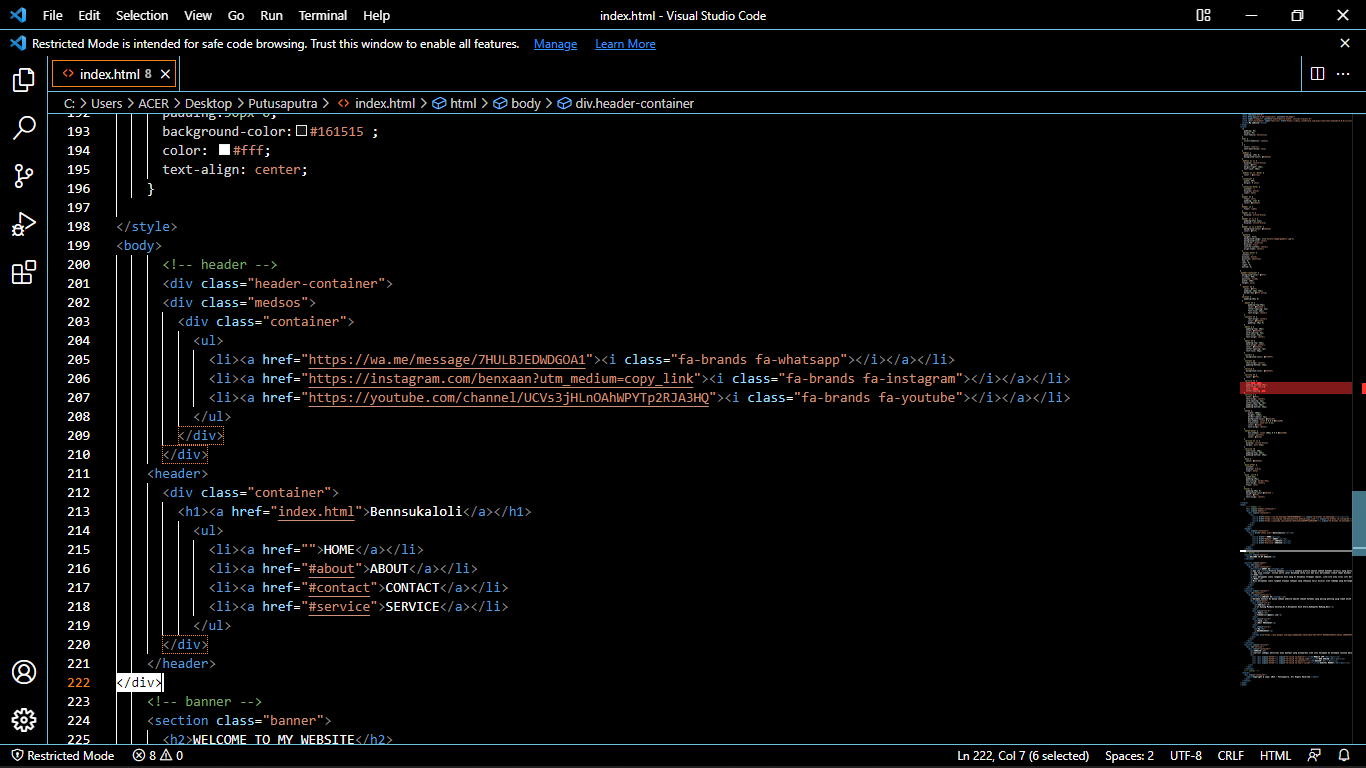 File Edit Selection View Go Run Terminal Help index.html - Visual Studio Code
Restricted Mode is intended for safe code browsing. Trust this window to enable all features. Manage Learn More
index.html 8
C: > Users > ACER > Desktop > Putusaputra > index.html > html > body > div.header-container
192 padding:50px 0;
193 background-color: #161515 ;
194 color: #fff;
195 text-align: center;
196 }
197
198 </style>
199 <body>
200 <!-- header -->
201 <div class="header-container">
202 <div class="medsos">
203 <div class="container">
204 <ul>
205 <li><a href="https://wa.me/message/7HULBJEDWDGOA1"><i class="fa-brands fa-whatsapp"></i></a></li>
206 <li><a href="https://instagram.com/benxaan?utm_medium=copy_link"><i class="fa-brands fa-instagram"></i></a></li>
207 <li><a href="https://youtube.com/channel/UCVs3jHLnOAhWPYTp2RJA3HQ"><i class="fa-brands fa-youtube"></i></a></li>
208 </ul>
209 </div>
210 </div>
211 <header>
212 <div class="container">
213 <h1><a href="index.html">Bennsukaloli</a></h1>
214 <ul>
215 <li><a href="">HOME</a></li>
216 <li><a href="#about">ABOUT</a></li>
217 <li><a href="#contact">CONTACT</a></li>
218 <li><a href="#service">SERVICE</a></li>
219 </ul>
220 </div>
221 </header>
222 </div>
223 <!-- banner -->
224 <section class="banner">
225 <h2>WELCOME TO MY WEBSITE</h2>
Restricted Mode 8 0 Ln 222, Col 7 (6 selected) Spaces: 2 UTF-8 CRLF HTML